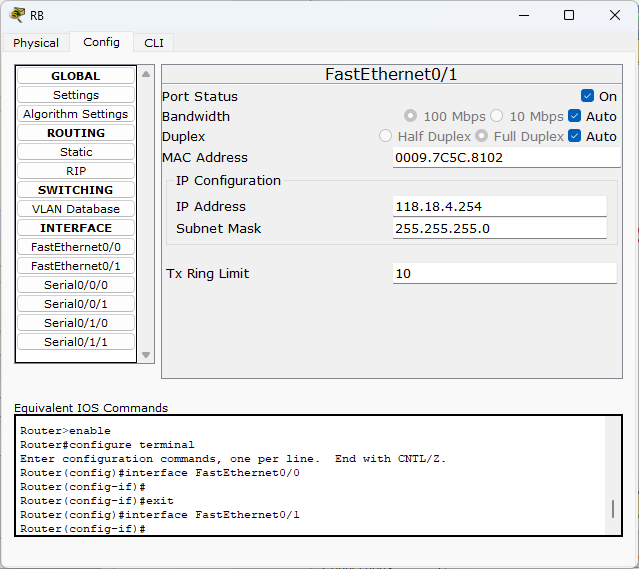 RB
Physical Config CLI
GLOBAL
Settings
Algorithm Settings
ROUTING
Static
RIP
SWITCHING
VLAN Database
INTERFACE
FastEthernet0/0
FastEthernet0/1
Serial0/0/0
Serial0/0/1
Serial0/1/0
Serial0/1/1
FastEthernet0/1
Port Status On
Bandwidth 100 Mbps 10 Mbps Auto
Duplex Half Duplex Full Duplex Auto
MAC Address 0009.7C5C.8102
IP Configuration
IP Address 118.18.4.254
Subnet Mask 255.255.255.0
Tx Ring Limit 10
Equivalent IOS Commands
Router>enable
Router#configure terminal
Enter configuration commands, one per line. End with CNTL/Z.
Router(config)#interface FastEthernet0/0
Router(config-if)#
Router(config-if)#exit
Router(config)#interface FastEthernet0/1
Router(config-if)#